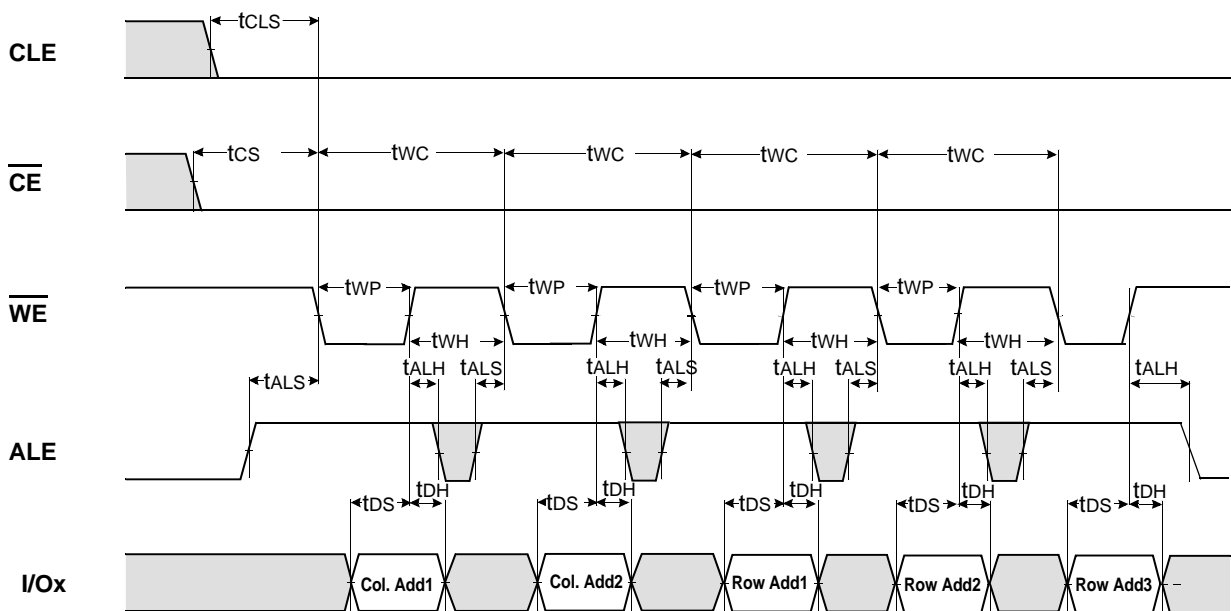 tCLS
CLE
tCS tWC tWC tWC tWC
CE
tWP tWP tWP tWP
WE
tWH tWH tWH tWH
tALS tALH tALS tALH tALS tALH tALS tALH tALS tALH
ALE
tDS tDH tDS tDH tDS tDH tDS tDH tDS tDH
I/Ox Col. Add1 Col. Add2 Row Add1 Row Add2 Row Add3